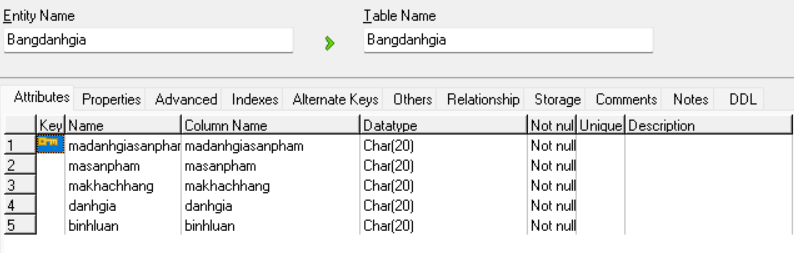 Entity Name Table Name
Bangdanhgia Bangdanhgia
Attributes Properties Advanced Indexes Alternate Keys Others Relationship Storage Comments Notes DDL
Key Name Column Name Datatype Not nul Unique Description
1 madanhgiasanphar madanhgiasanpham Char(20) Not null
2 masanpham masanpham Char(20) Not null
3 makhachhang makhachhang Char(20) Not null
4 danhgia danhgia Char(20) Not null
5 binhluan binhluan Char(20) Not null